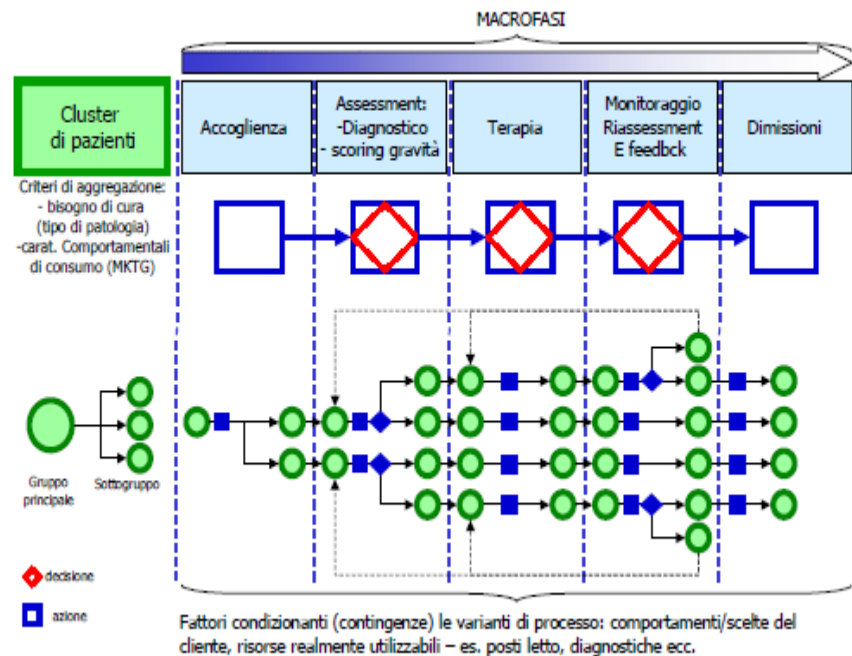 MACROFASI
Cluster
di pazienti
Accoglienza
Assessment:
-Diagnostico
- scoring gravità
Terapia
Monitoraggio
Riassessment
E feedbck
Dimissioni
Criteri di aggregazione:
- bisogno di cura
(tipo di patologia)
-carat. Comportamentali
di consumo (MKTG)
Gruppo
principale
Sottogruppo
decisione
azione
Fattori condizionanti (contingenze) le varianti di processo: comportamenti/scelte del
cliente, risorse realmente utilizzabili – es. posti letto, diagnostiche ecc.